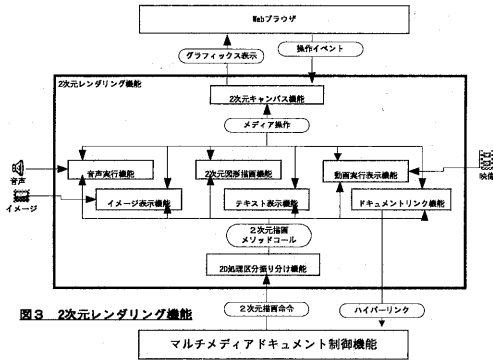 Webブラウザ
グラフィックス表示
操作イベント
2次元レンダリング機能
2次元キャンバス機能
メディア操作
音声実行機能
2次元図形描画機能
動画実行表示機能
音声
映像
イメージ
イメージ表示機能
テキスト表示機能
ドキュメントリンク機能
2次元描画
メソッドコール
2D処理区分振り分け機能
図3 2次元レンダリング機能
2次元描画命令
ハイパーリンク
マルチメディアドキュメント制御機能